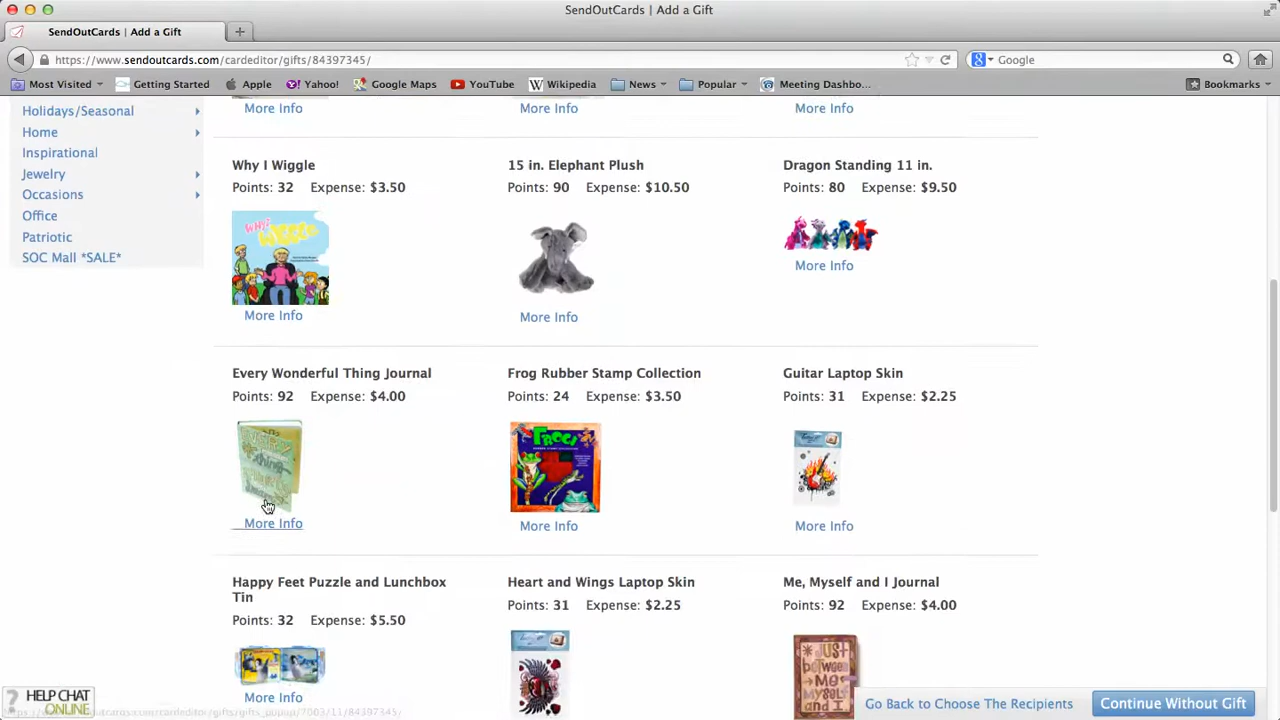 SendOutCards | Add a Gift
SendOutCards | Add a Gift
https://www.sendoutcards.com/cardeditor/gifts/84397345/
Google
Most Visited Getting Started Apple Yahoo! Google Maps YouTube Wikipedia News Popular Meeting Dashbo... Bookmarks
Holidays/Seasonal
Home
Inspirational
Jewelry
Occasions
Office
Patriotic
SOC Mall *SALE*
More Info More Info More Info
Why I Wiggle 15 in. Elephant Plush Dragon Standing 11 in.
Points: 32 Expense: $3.50 Points: 90 Expense: $10.50 Points: 80 Expense: $9.50
WHY I
WIGGLE
More Info More Info More Info
Every Wonderful Thing Journal Frog Rubber Stamp Collection Guitar Laptop Skin
Points: 92 Expense: $4.00 Points: 24 Expense: $3.50 Points: 31 Expense: $2.25
More Info More Info More Info
Happy Feet Puzzle and Lunchbox Heart and Wings Laptop Skin Me, Myself and I Journal
Tin
Points: 31 Expense: $2.25 Points: 92 Expense: $4.00
Points: 32 Expense: $5.50
JUST
between
ME
MYSELF
and I
More Info
? HELP CHAT
ONLINE
Go Back to Choose The Recipients Continue Without Gift